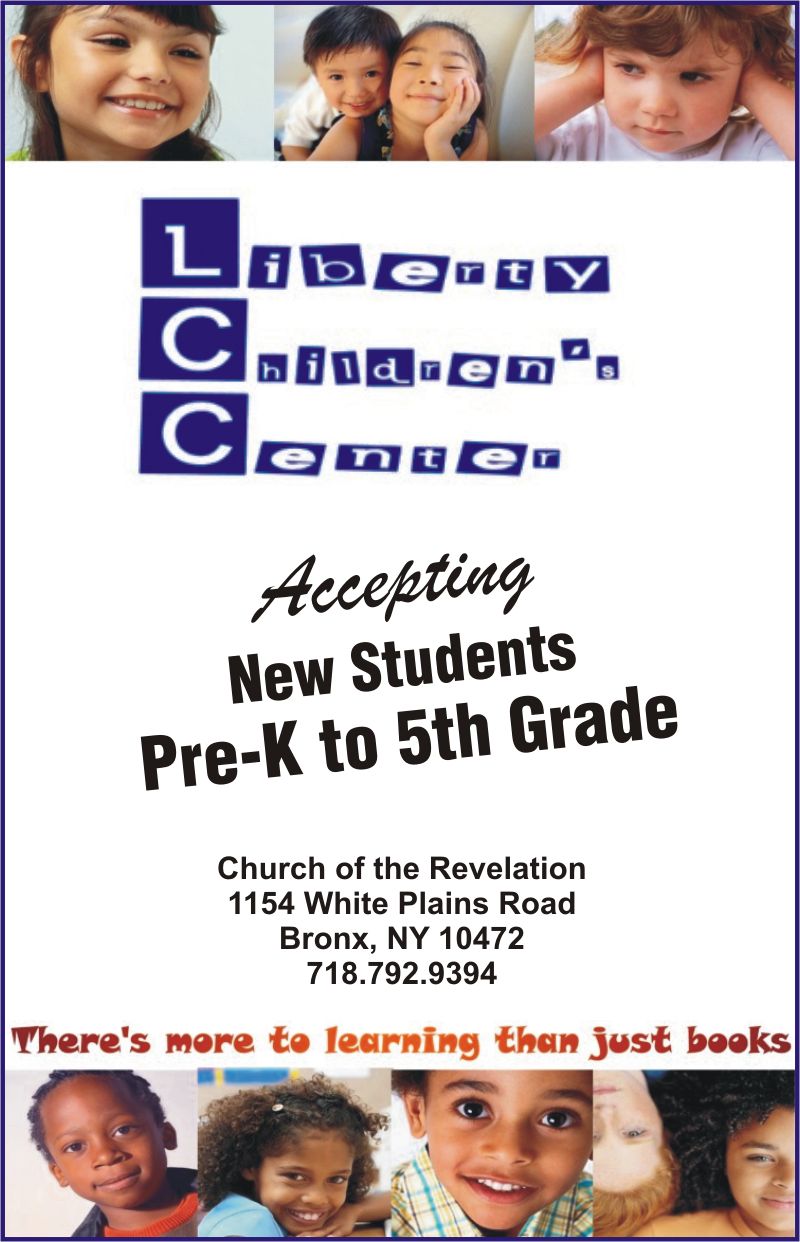 Liberty
Children's
Center
Accepting
New Students
Pre-K to 5th Grade
Church of the Revelation
1154 White Plains Road
Bronx, NY 10472
718.792.9394
There's more to learning than just books